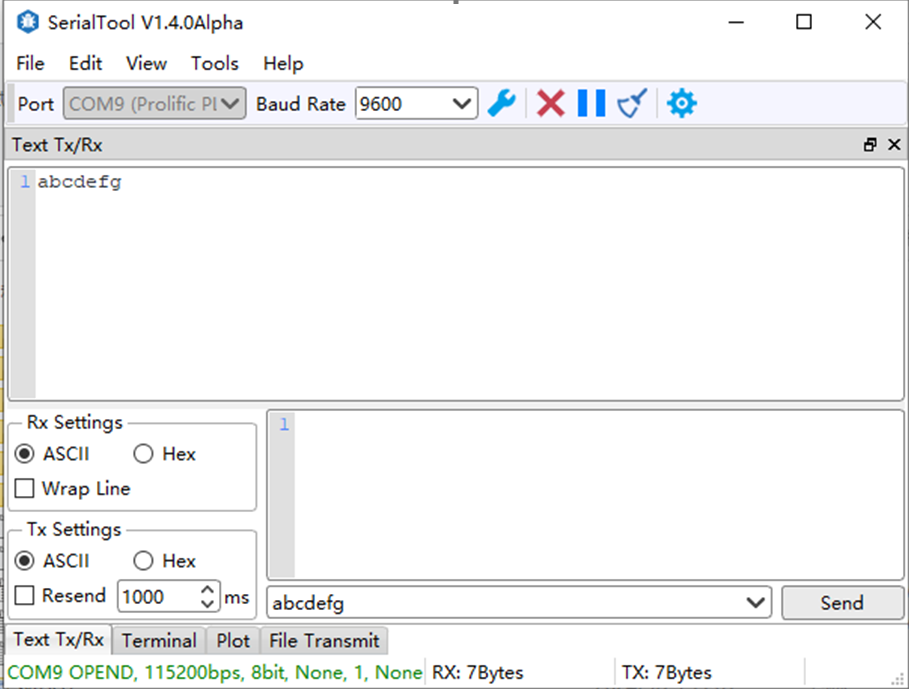 SerialTool V1.4.0Alpha
File Edit View Tools Help
Port COM9 (Prolific Pl Baud Rate 9600
Text Tx/Rx
1 abcdefg
Rx Settings
ASCII Hex
Wrap Line
1
Tx Settings
ASCII Hex
Resend 1000 ms
abcdefg Send
Text Tx/Rx Terminal Plot File Transmit
COM9 OPEND, 115200bps, 8bit, None, 1, None RX: 7Bytes TX: 7Bytes